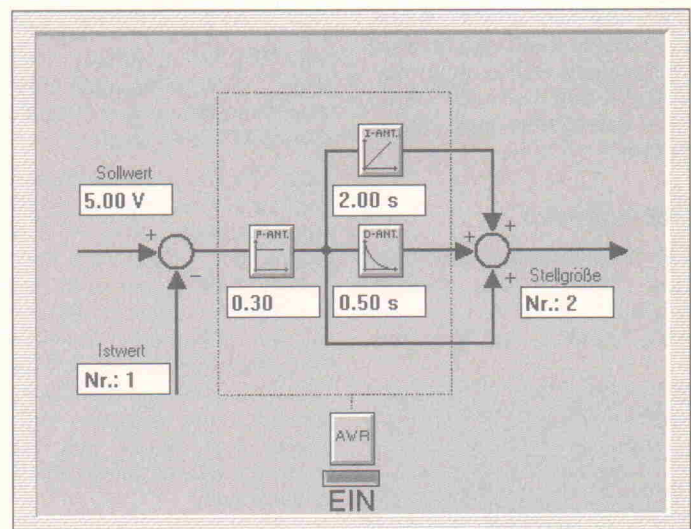 I-ANT.
Sollwert
5.00 V
2.00 s
+
P-ANT.
D-ANT.
+
+
−
+
0.30
0.50 s
Stellgröße
Nr.: 2
Istwert
Nr.: 1
AWR
EIN